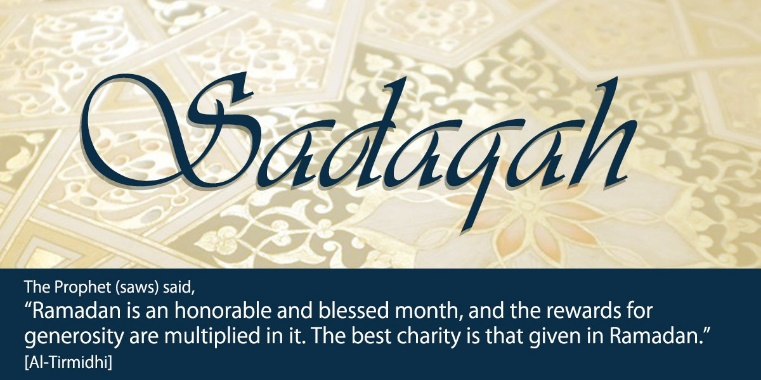 Sadaqah
The Prophet (saws) said,
“Ramadan is an honorable and blessed month, and the rewards for
generosity are multiplied in it. The best charity is that given in Ramadan.”
[Al-Tirmidhi]